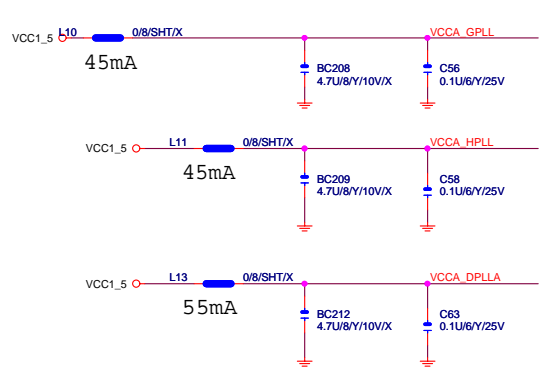 L10 0/8/SHT/X VCCA_GPLL
VCC1_5
45mA
BC208 C56
4.7U/8/Y/10V/X 0.1U/6/Y/25V
L11 0/8/SHT/X VCCA_HPLL
VCC1_5
45mA
BC209 C58
4.7U/8/Y/10V/X 0.1U/6/Y/25V
L13 0/8/SHT/X VCCA_DPLLA
VCC1_5
55mA
BC212 C63
4.7U/8/Y/10V/X 0.1U/6/Y/25V